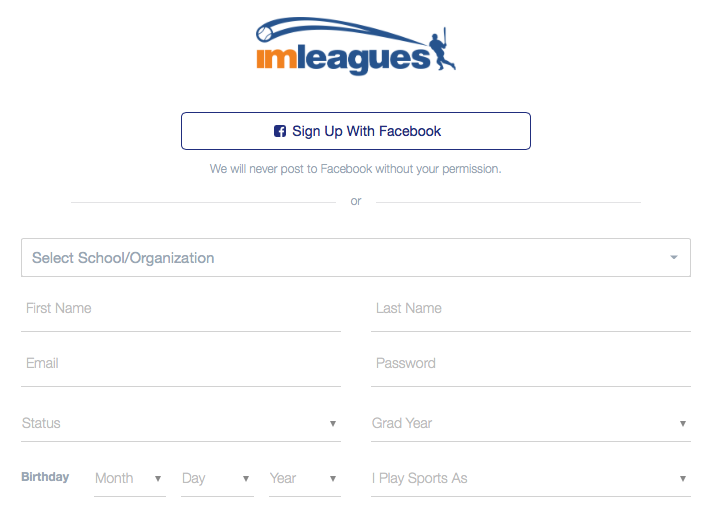 imleagues
Sign Up With Facebook
We will never post to Facebook without your permission.
or
Select School/Organization
First Name Last Name
Email Password
Status Grad Year
Birthday Month Day Year I Play Sports As